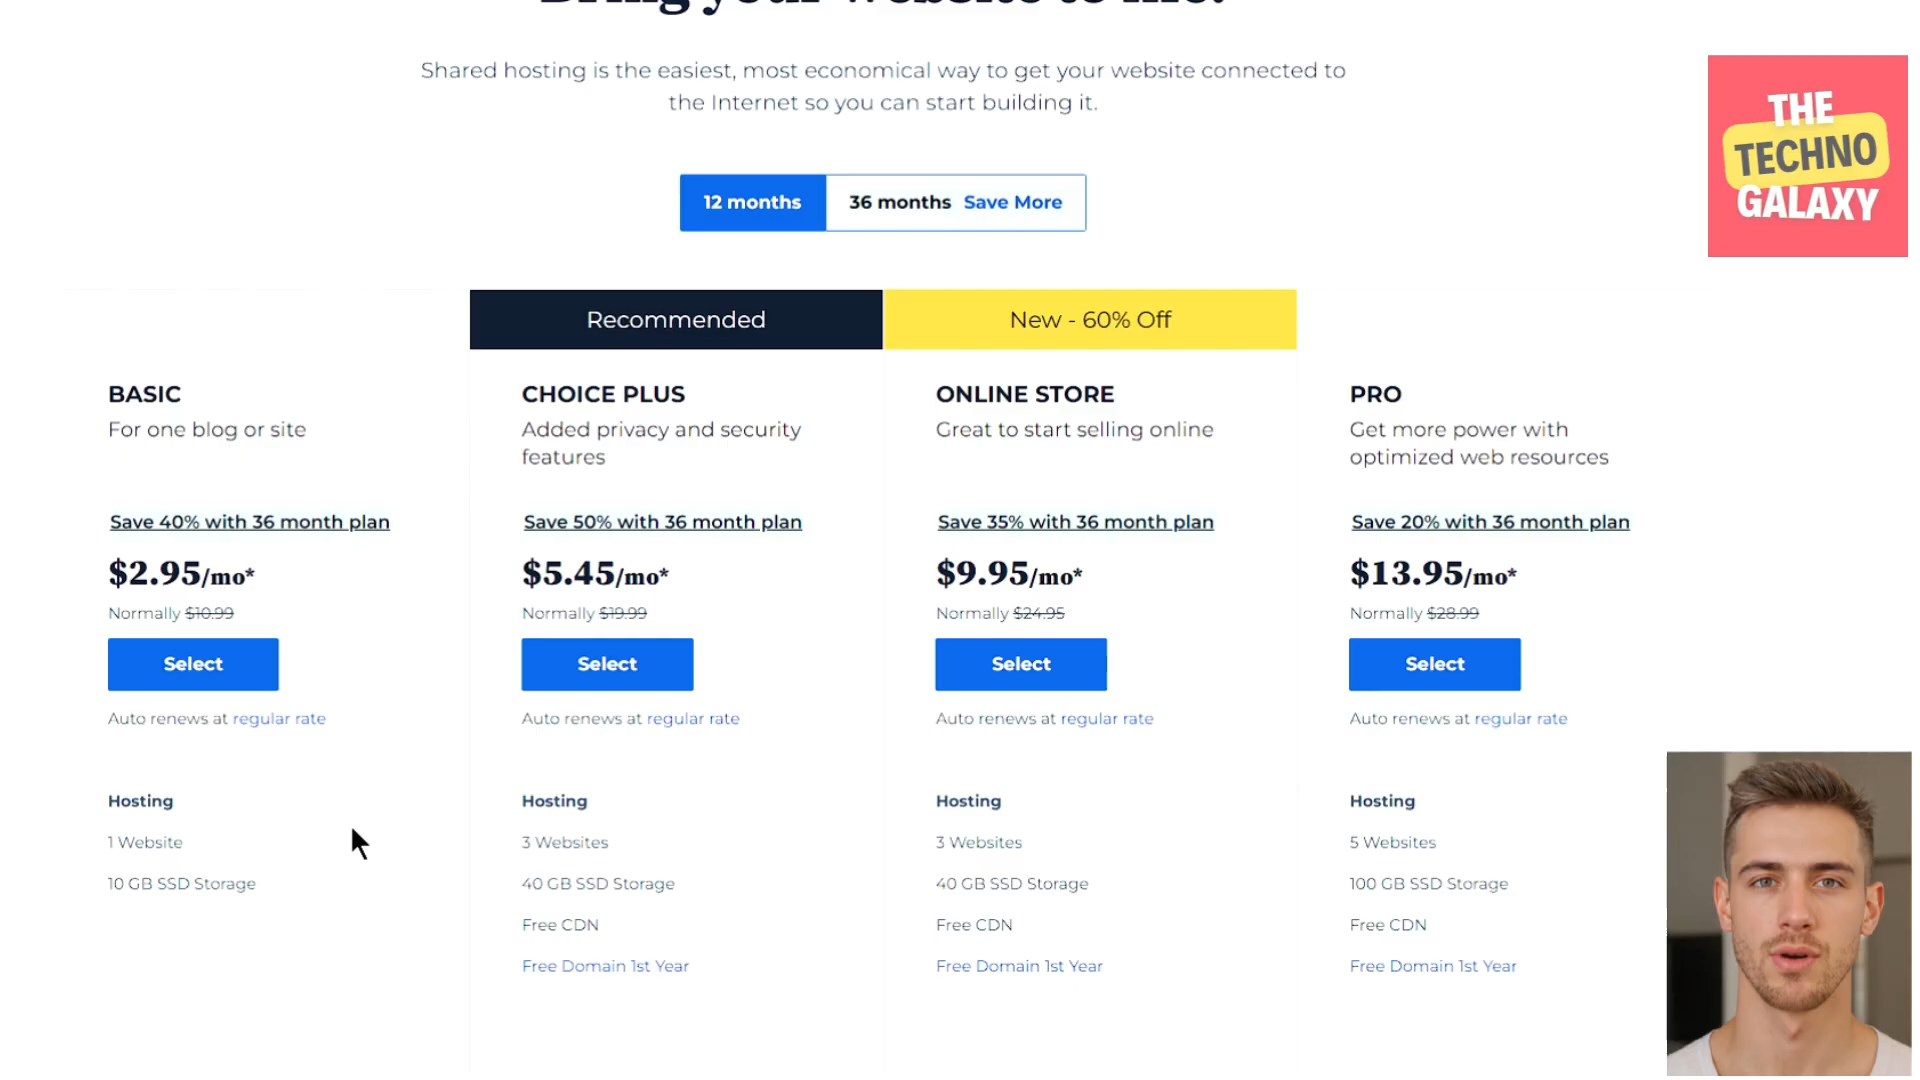 Bring your website to life.
Shared hosting is the easiest, most economical way to get your website connected to
the Internet so you can start building it.
THE
TECHNO
GALAXY
12 months
36 months Save More
Recommended
New - 60% Off
BASIC
For one blog or site
Save 40% with 36 month plan
$2.95/mo*
Normally $10.99
Select
Auto renews at regular rate
Hosting
1 Website
10 GB SSD Storage
CHOICE PLUS
Added privacy and security
features
Save 50% with 36 month plan
$5.45/mo*
Normally $19.99
Select
Auto renews at regular rate
Hosting
3 Websites
40 GB SSD Storage
Free CDN
Free Domain 1st Year
ONLINE STORE
Great to start selling online
Save 35% with 36 month plan
$9.95/mo*
Normally $24.95
Select
Auto renews at regular rate
Hosting
3 Websites
40 GB SSD Storage
Free CDN
Free Domain 1st Year
PRO
Get more power with
optimized web resources
Save 20% with 36 month plan
$13.95/mo*
Normally $28.99
Select
Auto renews at regular rate
Hosting
5 Websites
100 GB SSD Storage
Free CDN
Free Domain 1st Year